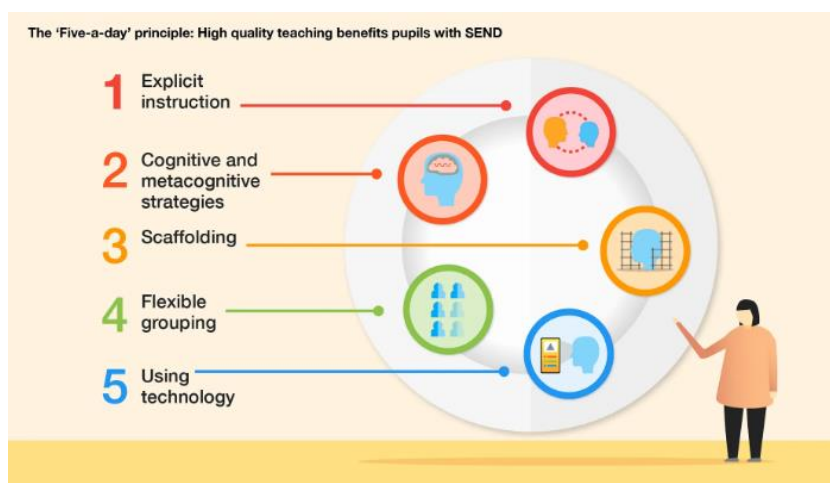 The ‘Five-a-day’ principle: High quality teaching benefits pupils with SEND
1 Explicit
instruction
2 Cognitive and
metacognitive
strategies
3 Scaffolding
4 Flexible
grouping
5 Using
technology